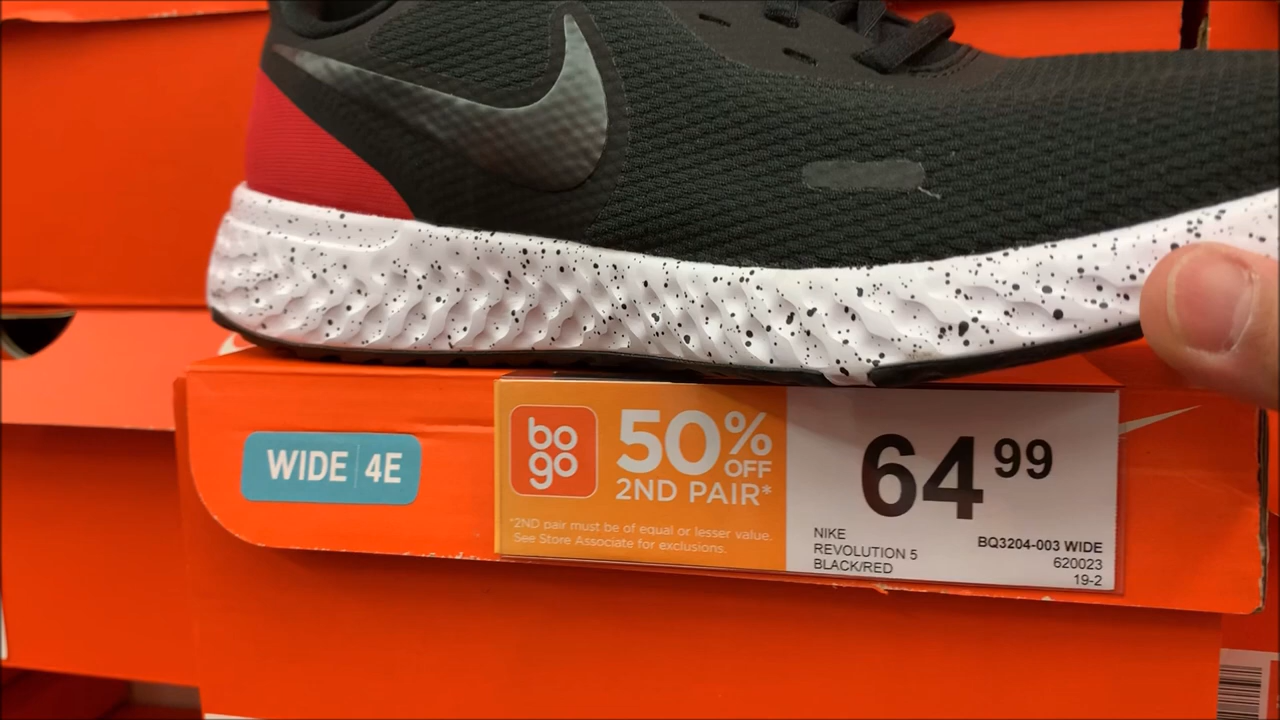 WIDE 4E
bo
go
50%
OFF
2ND PAIR*
*2ND pair must be of equal or lesser value.
See Store Associate for exclusions.
64 99
NIKE
REVOLUTION 5
BLACK/RED
BQ3204-003 WIDE
620023
19-2